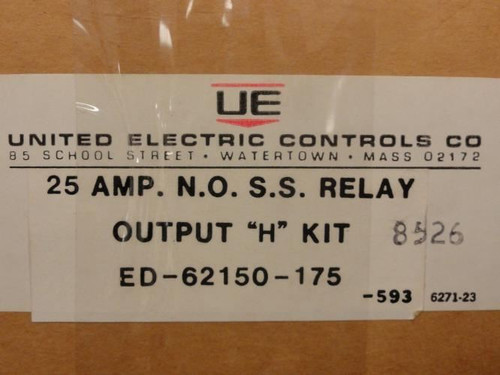 UE
UNITED ELECTRIC CONTROLS CO
85 SCHOOL STREET • WATERTOWN • MASS 02172
25 AMP. N.O. S.S. RELAY
OUTPUT "H" KIT 8526
ED-62150-175
-593 6271-23